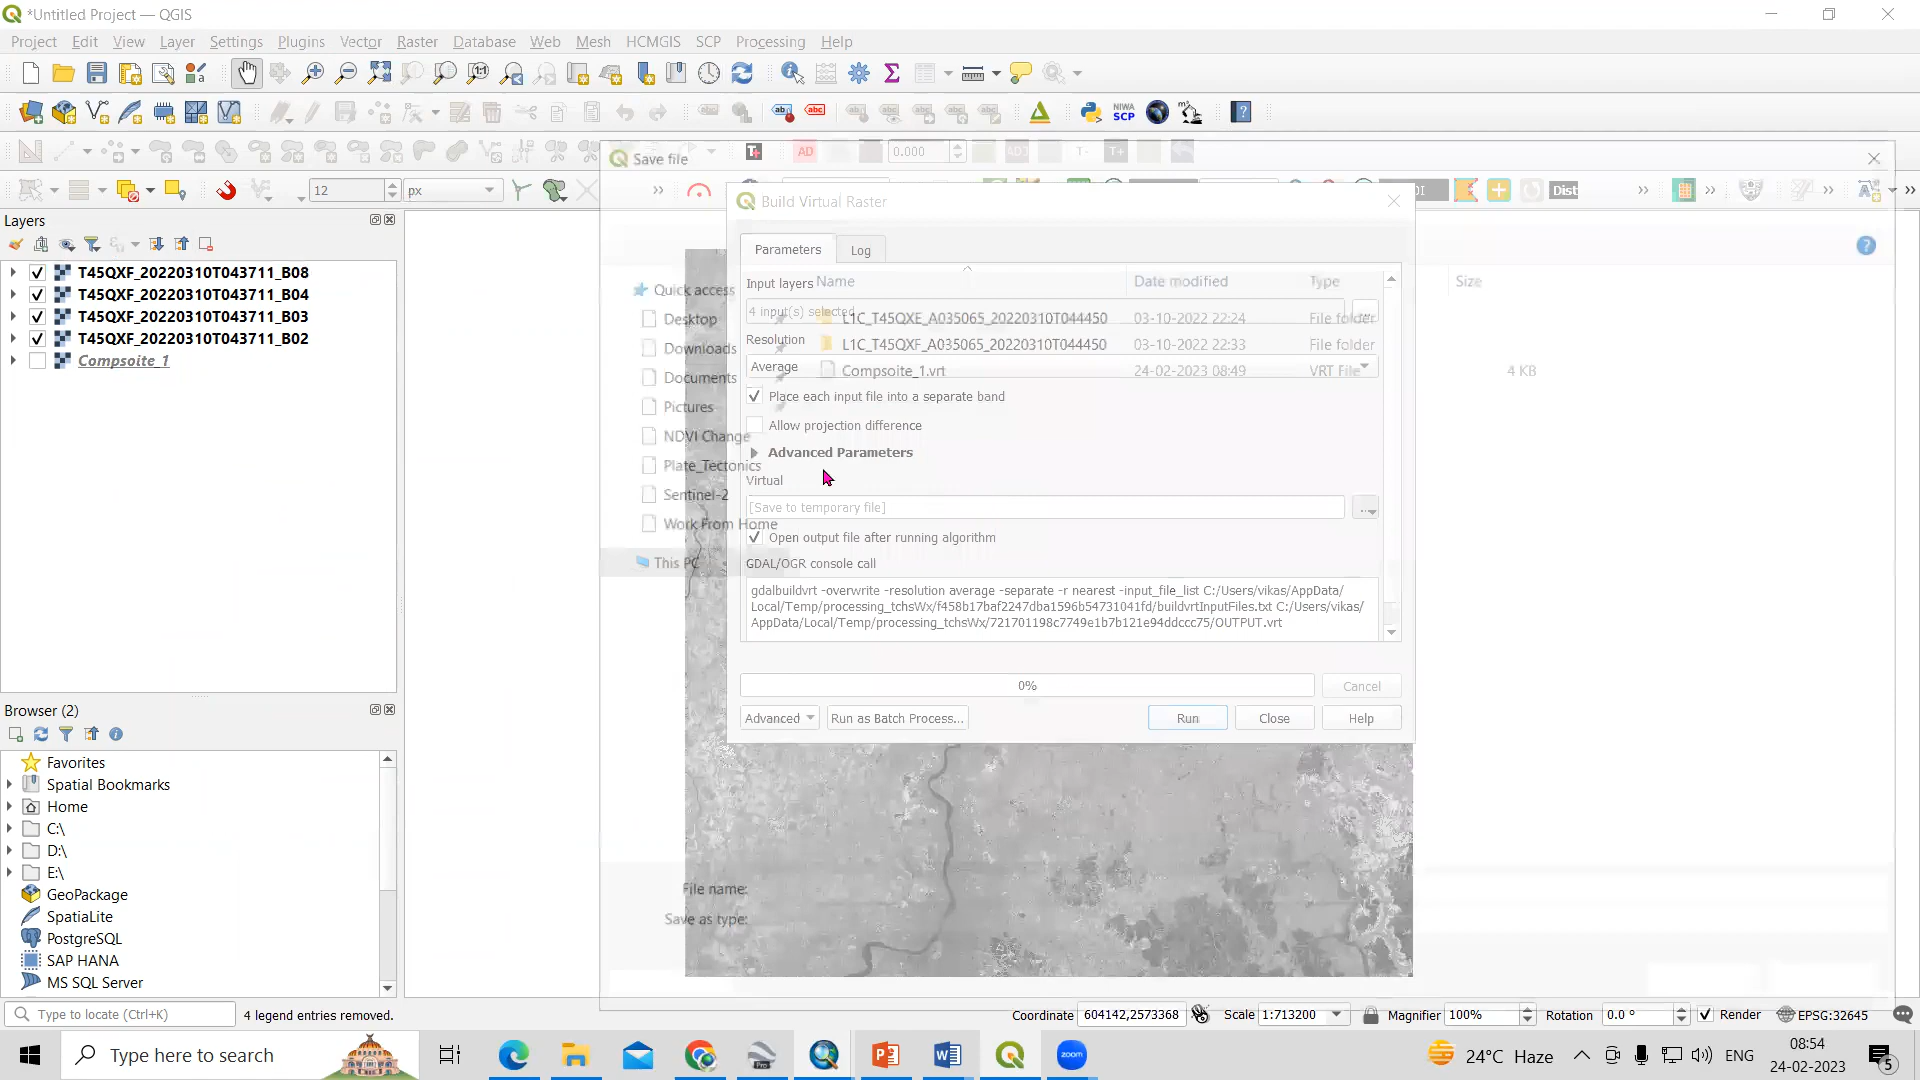 *Untitled Project — QGIS
Project Edit View Layer Settings Plugins Vector Raster Database Web Mesh HCMGIS SCP Processing Help
NIWA
SCP
0.000
Save file
12 px
Dist
Layers
Build Virtual Raster
Parameters Log
T45QXF_20220310T043711_B08
T45QXF_20220310T043711_B04
T45QXF_20220310T043711_B03
T45QXF_20220310T043711_B02
Compsoite_1
Input layers
Name Date modified Type Size
4 input(s) selected
L1C_T45QXE_A035065_20220310T044450 03-10-2022 22:24 File folder
Resolution
L1C_T45QXF_A035065_20220310T044450 03-10-2022 22:33 File folder
Average
Compsoite_1.vrt 24-02-2023 08:49 VRT File 4 KB
Place each input file into a separate band
Allow projection difference
Advanced Parameters
Virtual
[Save to temporary file]
Open output file after running algorithm
GDAL/OGR console call
gdalbuildvrt -overwrite -resolution average -separate -r nearest -input_file_list C:/Users/vikas/AppData/
Local/Temp/processing_tchsWx/f458b17baf2247dba1596b54731041fd/buildvrtInputFiles.txt C:/Users/vikas/
AppData/Local/Temp/processing_tchsWx/721701198c7749e1b7b121e94ddccc75/OUTPUT.vrt
Quick access
Desktop
Downloads
Documents
Pictures
NDVI Change
Plate_Tectonics
Sentinel-2
Work From Home
This PC
0% Cancel
Advanced Run as Batch Process... Run Close Help
File name:
Save as type:
Browser (2)
Favorites
Spatial Bookmarks
Home
C:\
D:\
E:\
GeoPackage
SpatiaLite
PostgreSQL
SAP HANA
MS SQL Server
Type to locate (Ctrl+K) 4 legend entries removed. Coordinate 604142,2573368 Scale 1:713200 Magnifier 100% Rotation 0.0 ° Render EPSG:32645
Type here to search
zoom
24°C Haze ENG
08:54
24-02-2023
5